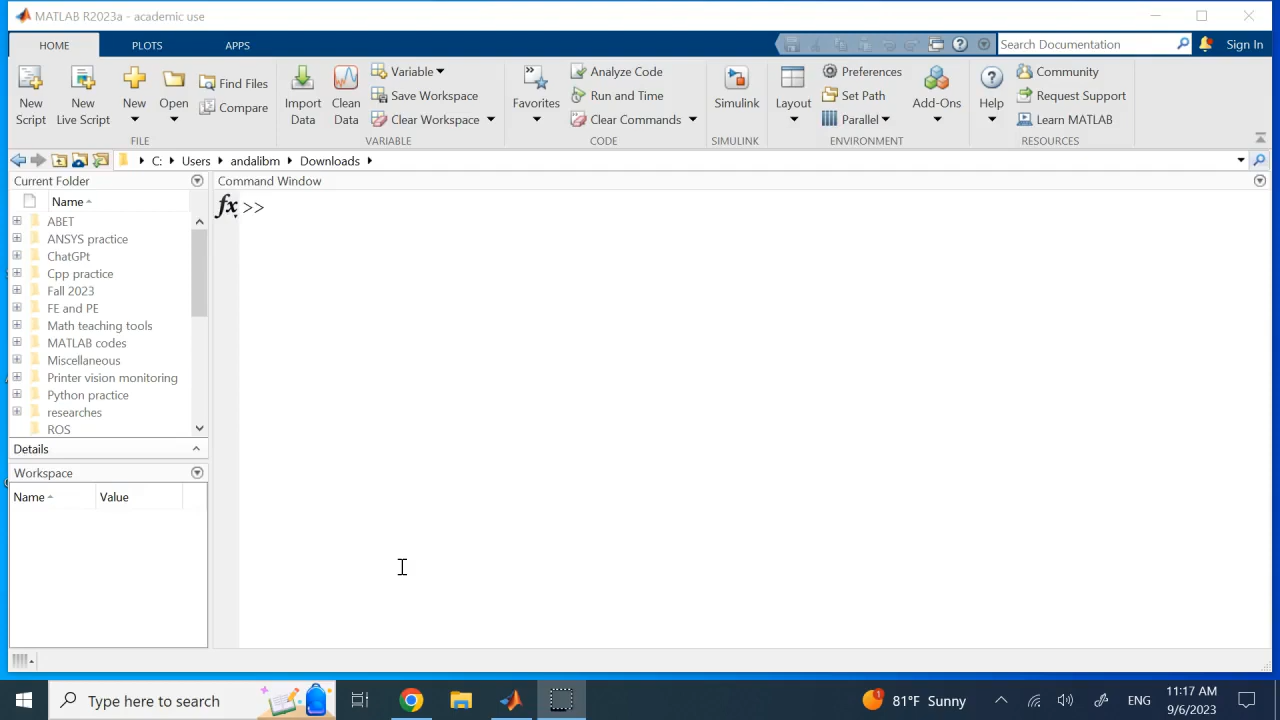 MATLAB R2023a - academic use
HOME PLOTS APPS Search Documentation Sign In
New Script New Live Script New Open Find Files Compare FILE
Import Data Clean Data Variable Save Workspace Clear Workspace VARIABLE
Favorites Analyze Code Run and Time Clear Commands CODE
Simulink SIMULINK
Layout Preferences Set Path Parallel Add-Ons ENVIRONMENT
Help Community Request Support Learn MATLAB RESOURCES
C: Users andalibm Downloads
Current Folder
Name
ABET
ANSYS practice
ChatGPt
Cpp practice
Fall 2023
FE and PE
Math teaching tools
MATLAB codes
Miscellaneous
Printer vision monitoring
Python practice
researches
ROS
Details
Workspace
Name Value
Command Window
fx >>
Type here to search
81°F Sunny
1
ENG
11:17 AM
9/6/2023